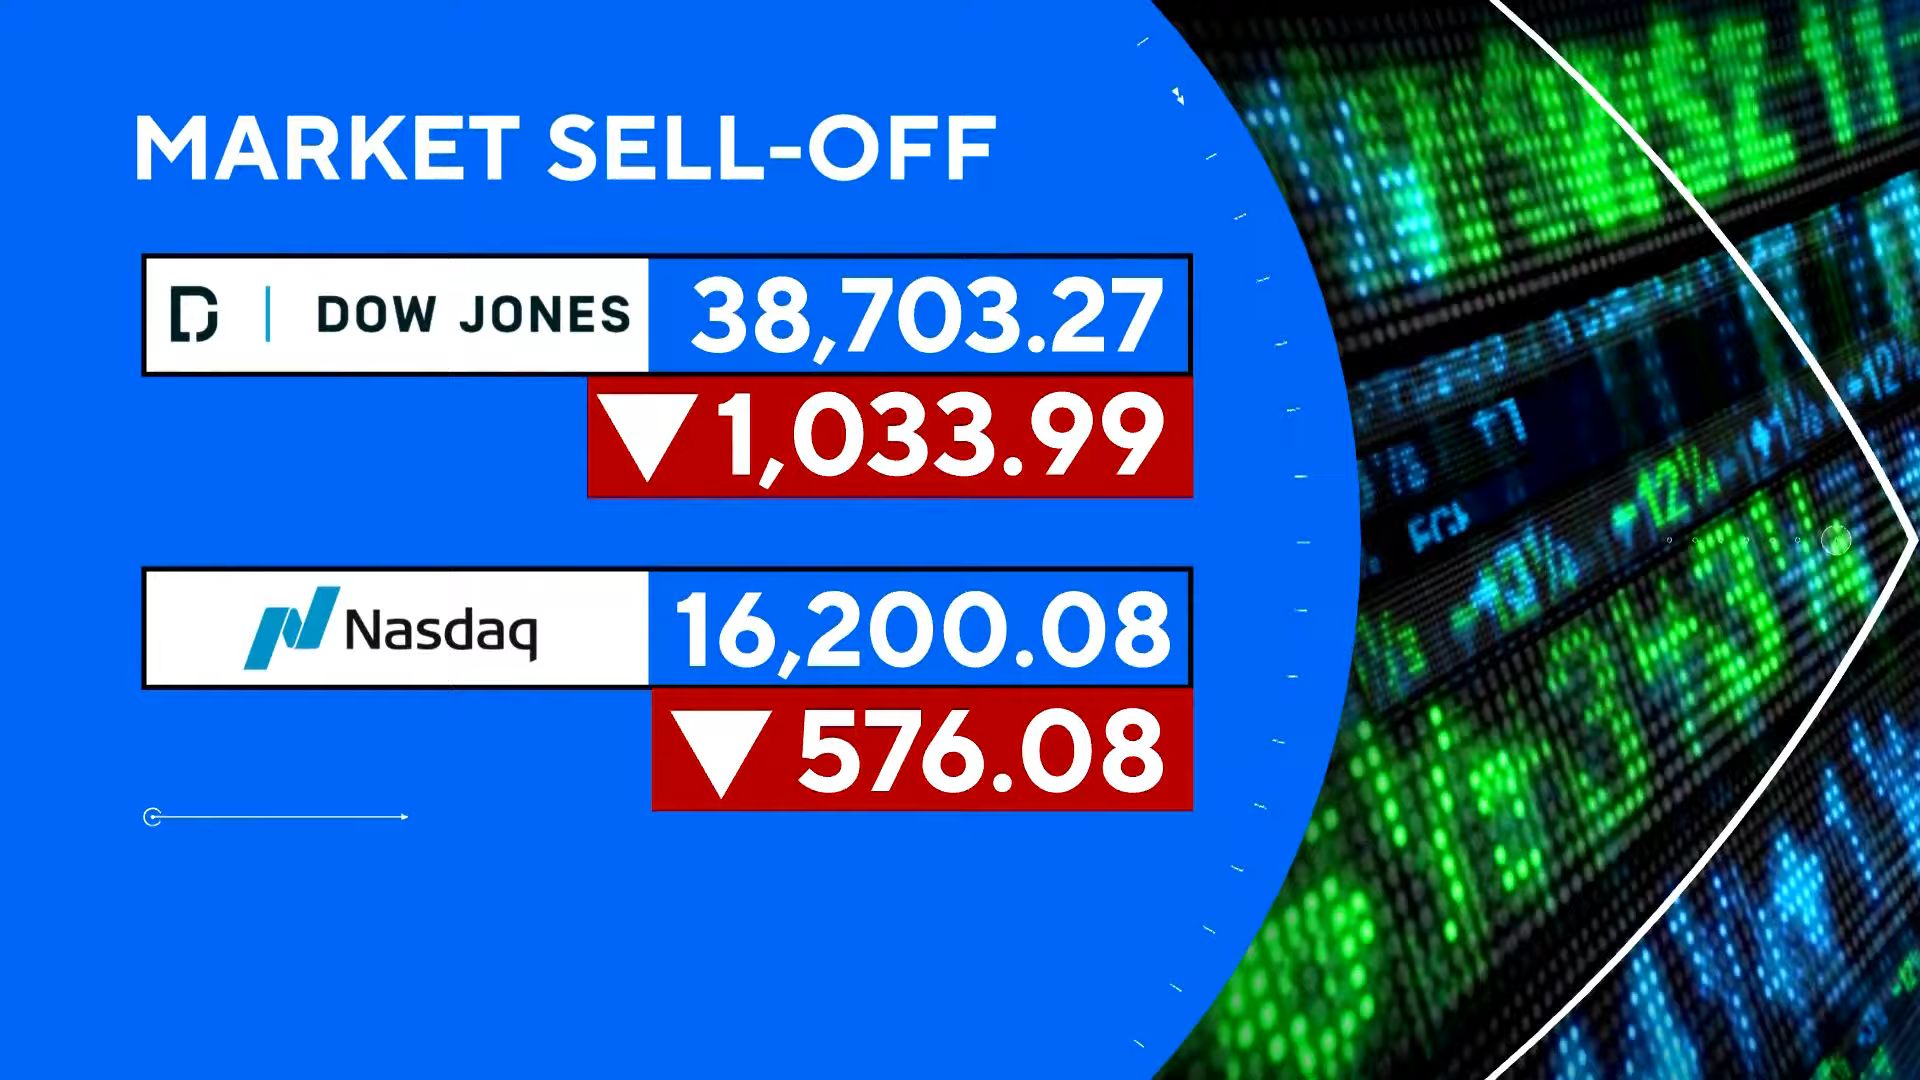 MARKET SELL-OFF
DOW JONES 38,703.27
▼1,033.99
Nasdaq 16,200.08
▼576.08